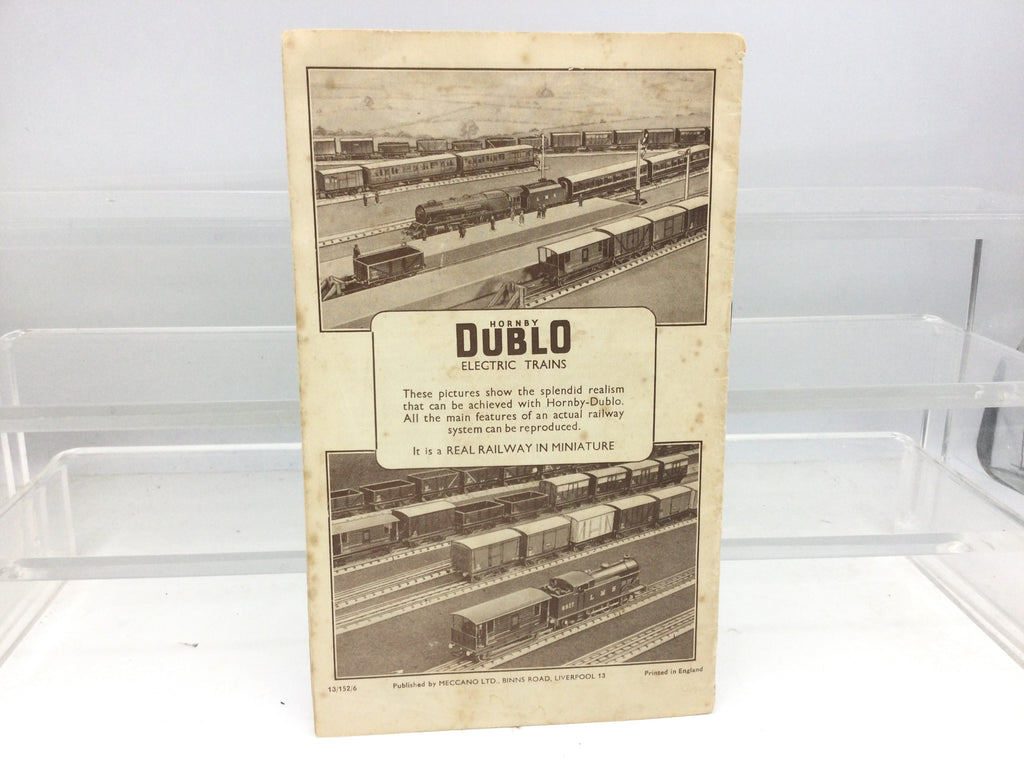 HORNBY
DUBLO
ELECTRIC TRAINS
These pictures show the splendid realism
that can be achieved with Hornby-Dublo.
All the main features of an actual railway
system can be reproduced.
It is a REAL RAILWAY IN MINIATURE
L M S
13/152/6
Published by MECCANO LTD., BINNS ROAD, LIVERPOOL 13
Printed in England